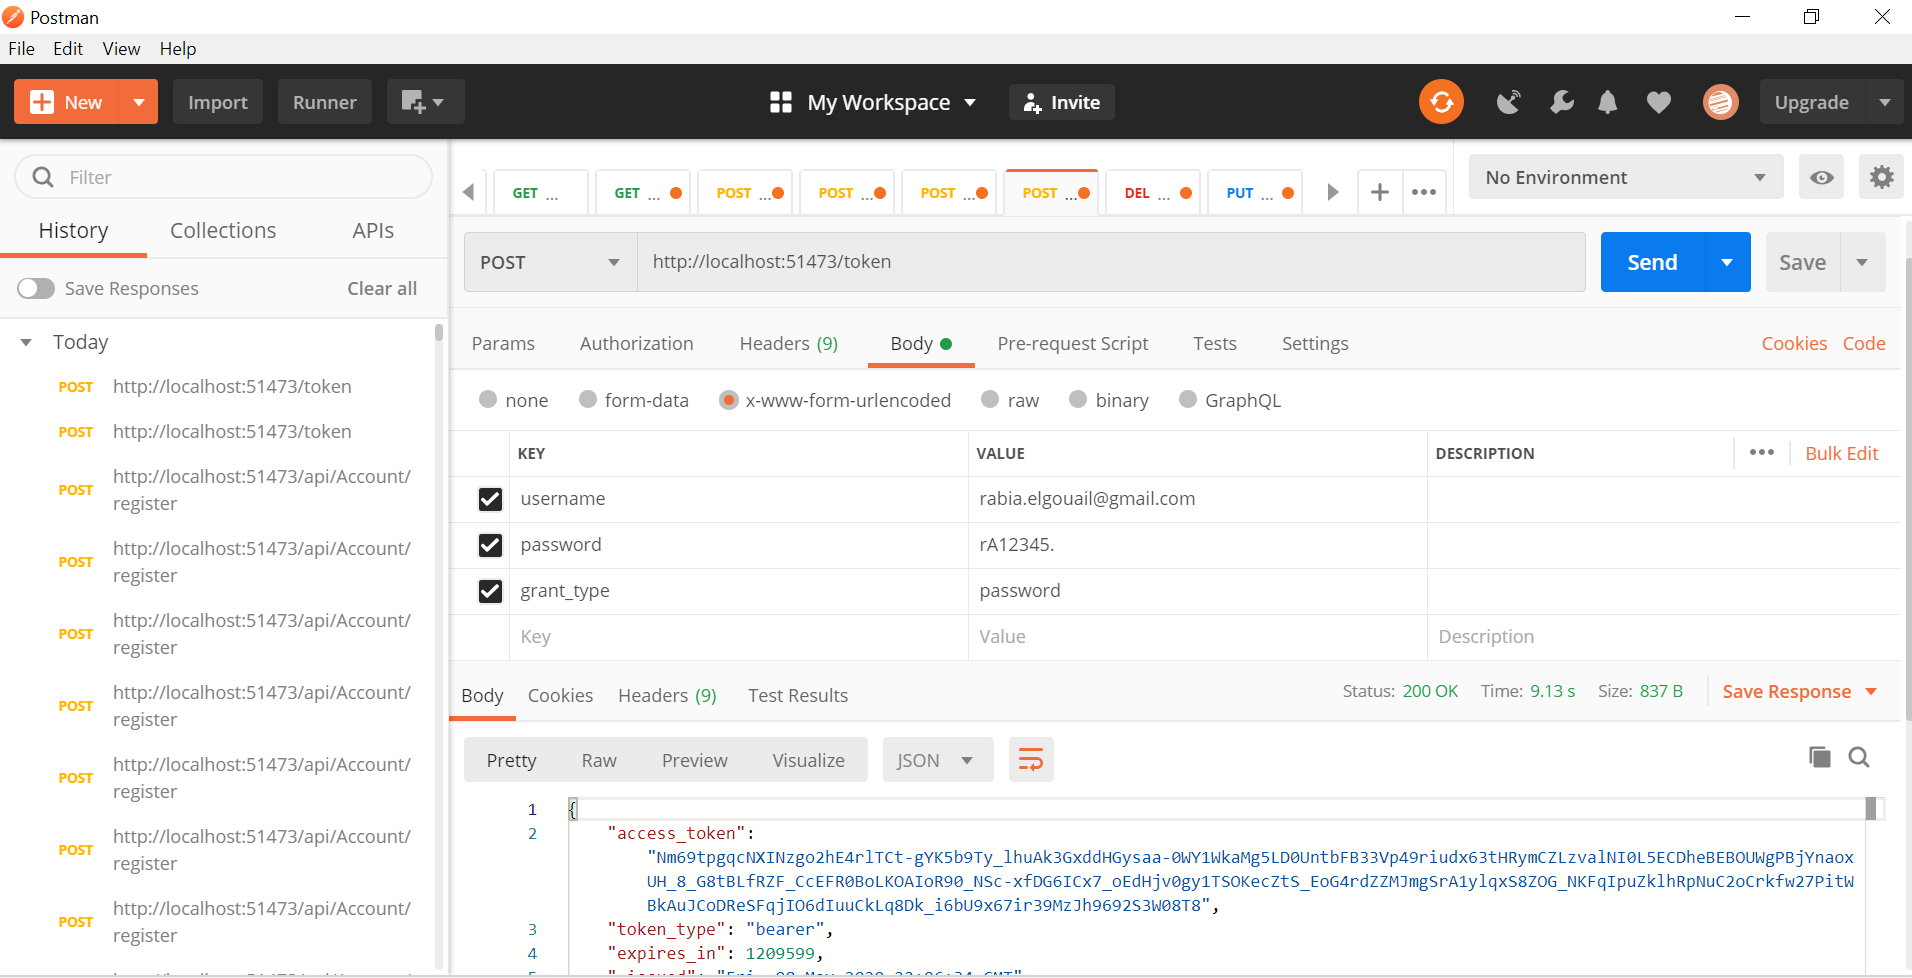 Postman
File Edit View Help
New Import Runner My Workspace Invite Upgrade
Filter
History Collections APIs
Save Responses Clear all
Today
POST http://localhost:51473/token
POST http://localhost:51473/token
POST http://localhost:51473/api/Account/
register
POST http://localhost:51473/api/Account/
register
POST http://localhost:51473/api/Account/
register
POST http://localhost:51473/api/Account/
register
POST http://localhost:51473/api/Account/
register
POST http://localhost:51473/api/Account/
register
POST http://localhost:51473/api/Account/
register
GET ... GET ... POST ... POST ... POST ... POST ... DEL ... PUT ...
No Environment
POST http://localhost:51473/token Send Save
Params Authorization Headers (9) Body Pre-request Script Tests Settings Cookies Code
none form-data x-www-form-urlencoded raw binary GraphQL
KEY VALUE DESCRIPTION Bulk Edit
username rabia.elgouail@gmail.com
password rA12345.
grant_type password
Key Value Description
Body Cookies Headers (9) Test Results Status: 200 OK Time: 9.13 s Size: 837 B Save Response
Pretty Raw Preview Visualize JSON
1 {
2 "access_token":
"Nm69tpgqcNXINzgo2hE4rlTCt-gYK5b9Ty_lhuAk3GxddHGysaa-0WY1WkaMg5LD0UntbFB33Vp49riudx63tHRymCZLzvalNI0L5ECDheBEBOUWgPBjYnaox
UH_8_G8tBLfRZF_CcEFR0BoLKOAIoR90_NSc-xfDG6ICx7_oEdHjv0gy1TSOKecZtS_EoG4rdZZMJmgSrA1ylqxS8ZOG_NKFqIpuZklhRpNuC2oCrkfw27PitW
BkAuJCoDReSFqjIO6dIuuCkLq8Dk_i6bU9x67ir39MzJh9692S3W08T8",
3 "token_type": "bearer",
4 "expires_in": 1209599,